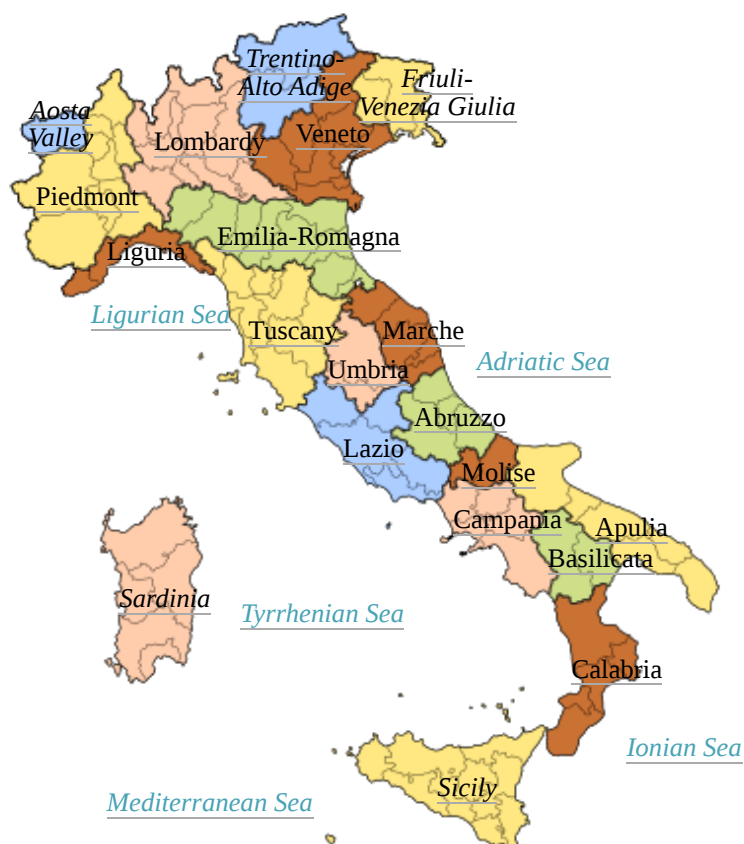 Trentino-
Alto Adige
Friuli-
Venezia Giulia
Aosta
Valley
Lombardy
Veneto
Piedmont
Emilia-Romagna
Liguria
Ligurian Sea
Tuscany
Marche
Umbria
Adriatic Sea
Abruzzo
Lazio
Molise
Campania
Apulia
Basilicata
Sardinia
Tyrrhenian Sea
Calabria
Ionian Sea
Sicily
Mediterranean Sea